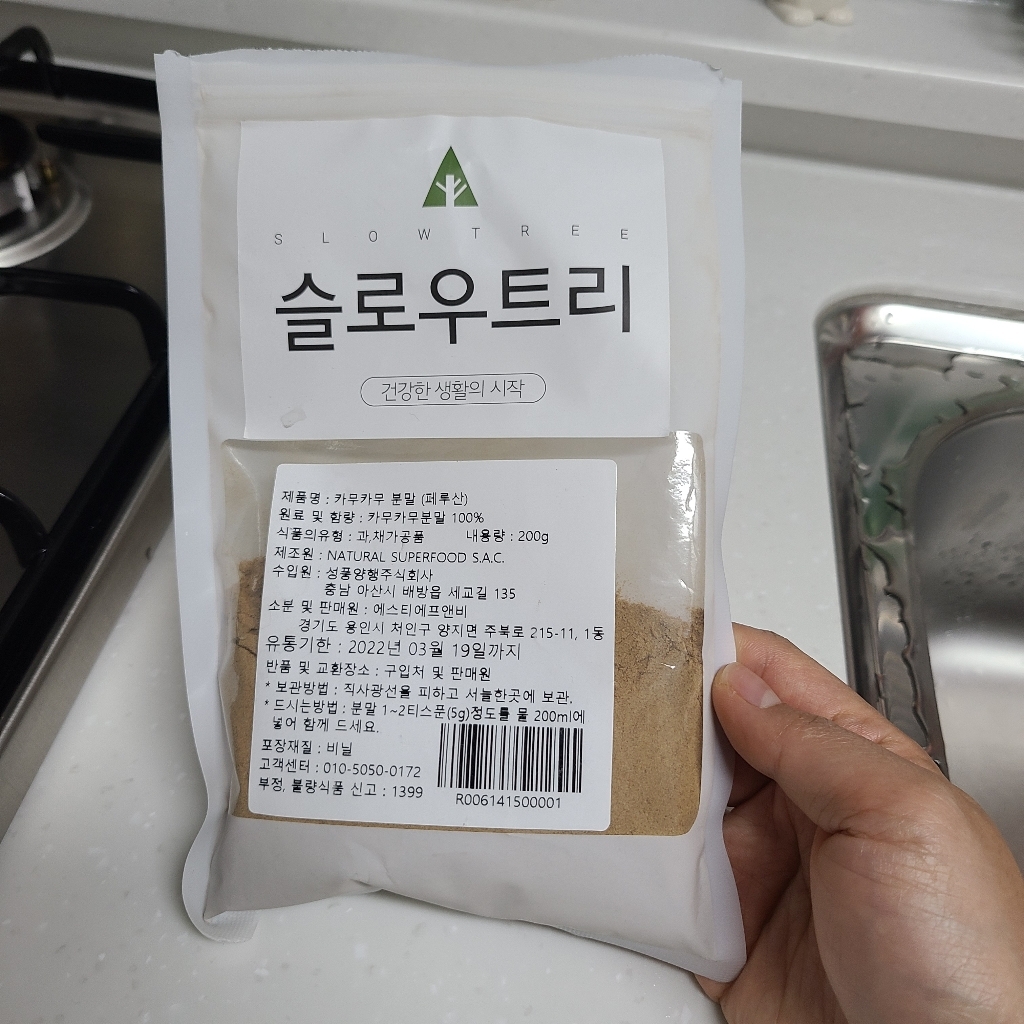 SLOWTREE
슬로우트리
건강한 생활의 시작
제품명 : 카무카무 분말 (페루산)
원료 및 함량 : 카무카무분말 100%
식품의유형 : 과,채가공품 내용량 : 200g
제조원 : NATURAL SUPERFOOD S.A.C.
수입원 : 성풍양행주식회사
충남 아산시 배방읍 세교길 135
소분 및 판매원 : 에스티에프앤비
경기도 용인시 처인구 양지면 주북로 215-11, 1동
유통기한 : 2022년 03월 19일까지
반품 및 교환장소 : 구입처 및 판매원
* 보관방법 : 직사광선을 피하고 서늘한곳에 보관.
* 드시는방법 : 분말 1~2티스푼(5g)정도를 물 200ml에
넣어 함께 드세요.
포장재질 : 비닐
고객센터 : 010-5050-0172
부정, 불량식품 신고 : 1399
R006141500001